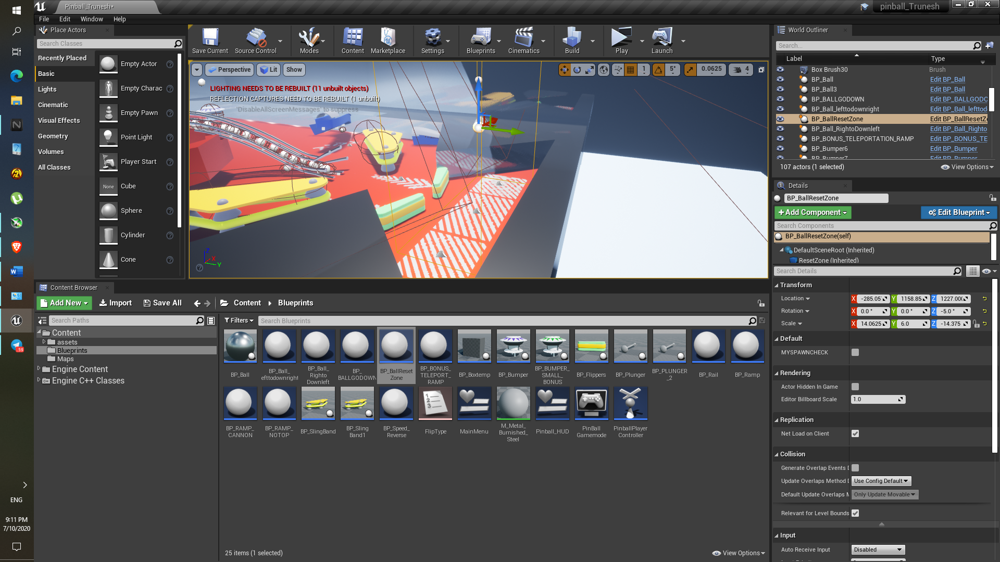 Pinball_Trunesh*
pinball_Trunesh
File Edit Window Help
Place Actors
Search Classes
Recently Placed
Basic
Lights
Cinematic
Visual Effects
Geometry
Volumes
All Classes
Empty Actor
Empty Charac
Empty Pawn
Point Light
Player Start
None
Cube
Sphere
Cylinder
Cone
Save Current
Source Control
Modes
Content
Marketplace
Settings
Blueprints
Cinematics
Build
Play
Launch
Perspective
Lit
Show
1
5°
0.0625
4
LIGHTING NEEDS TO BE REBUILT (11 unbuilt objects)
REFLECTION CAPTURES NEED TO BE REBUILT (1 unbuilt)
'DisableAllScreenMessages' to suppress
Z
X
Y
World Outliner
Search...
Label Type
Box Brush30 Brush
BP_Ball Edit BP_Ball
BP_Ball3 Edit BP_Ball
BP_BALLGODOWN Edit BP_BALLGODO
BP_Ball_lefttodownright Edit BP_Ball_lefttod
BP_BallResetZone Edit BP_BallResetZ
BP_Ball_RightoDownleft Edit BP_Ball_Righto
BP_BONUS_TELEPORTATION_RAMP Edit BP_BONUS_TE
BP_Bumper6 Edit BP_Bumper
BP_Bumper7 Edit BP_Bumper
107 actors (1 selected)
View Options
Details
BP_BallResetZone
+Add Component
Edit Blueprint
Search Components
BP_BallResetZone(self)
DefaultSceneRoot (Inherited)
ResetZone (Inherited)
Search Details
Transform
Location X -285.05 Y 1158.85 Z 1227.00
Rotation X 0.0 ° Y 0.0 ° Z -5.0 °
Scale X 14.0625 Y 6.0 Z -14.375
Default
MYSPAWNCHECK
Rendering
Actor Hidden In Game
Editor Billboard Scale 1.0
Replication
Net Load on Client
Collision
Generate Overlap Events D
Update Overlaps Method D Use Config Default
Default Update Overlaps M Only Update Movable
Relevant for Level Bounds
Input
Auto Receive Input Disabled
Content Browser
Add New
Import
Save All
Content
Blueprints
Search Paths
Filters
Search Blueprints
Content
assets
Blueprints
Maps
Engine Content
Engine C++ Classes
BP_Ball
BP_Ball_
efttodownright
BP_Ball_
Righto
Downleft
BP_
BALLGODOWN
BP_BallReset
Zone
BP_BONUS_
TELEPORT_
RAMP
BP_Boxtemp
BP_Bumper
BP_BUMPER_
SMALL_
BONUS
BP_Flippers
BP_Plunger
BP_PLUNGER
_2
BP_Rail
BP_Ramp
BP_RAMP_
CANNON
BP_RAMP_
NOTOP
BP_SlingBand
BP_Sling
Band1
BP_Speed_
Reverse
1
2
3
FlipType
MainMenu
M_Metal_
Burnished_
Steel
Pinball_HUD
PinBall
Gamemode
PinballPlayer
Controller
25 items (1 selected)
View Options
59
ENG
9:11 PM
7/10/2020